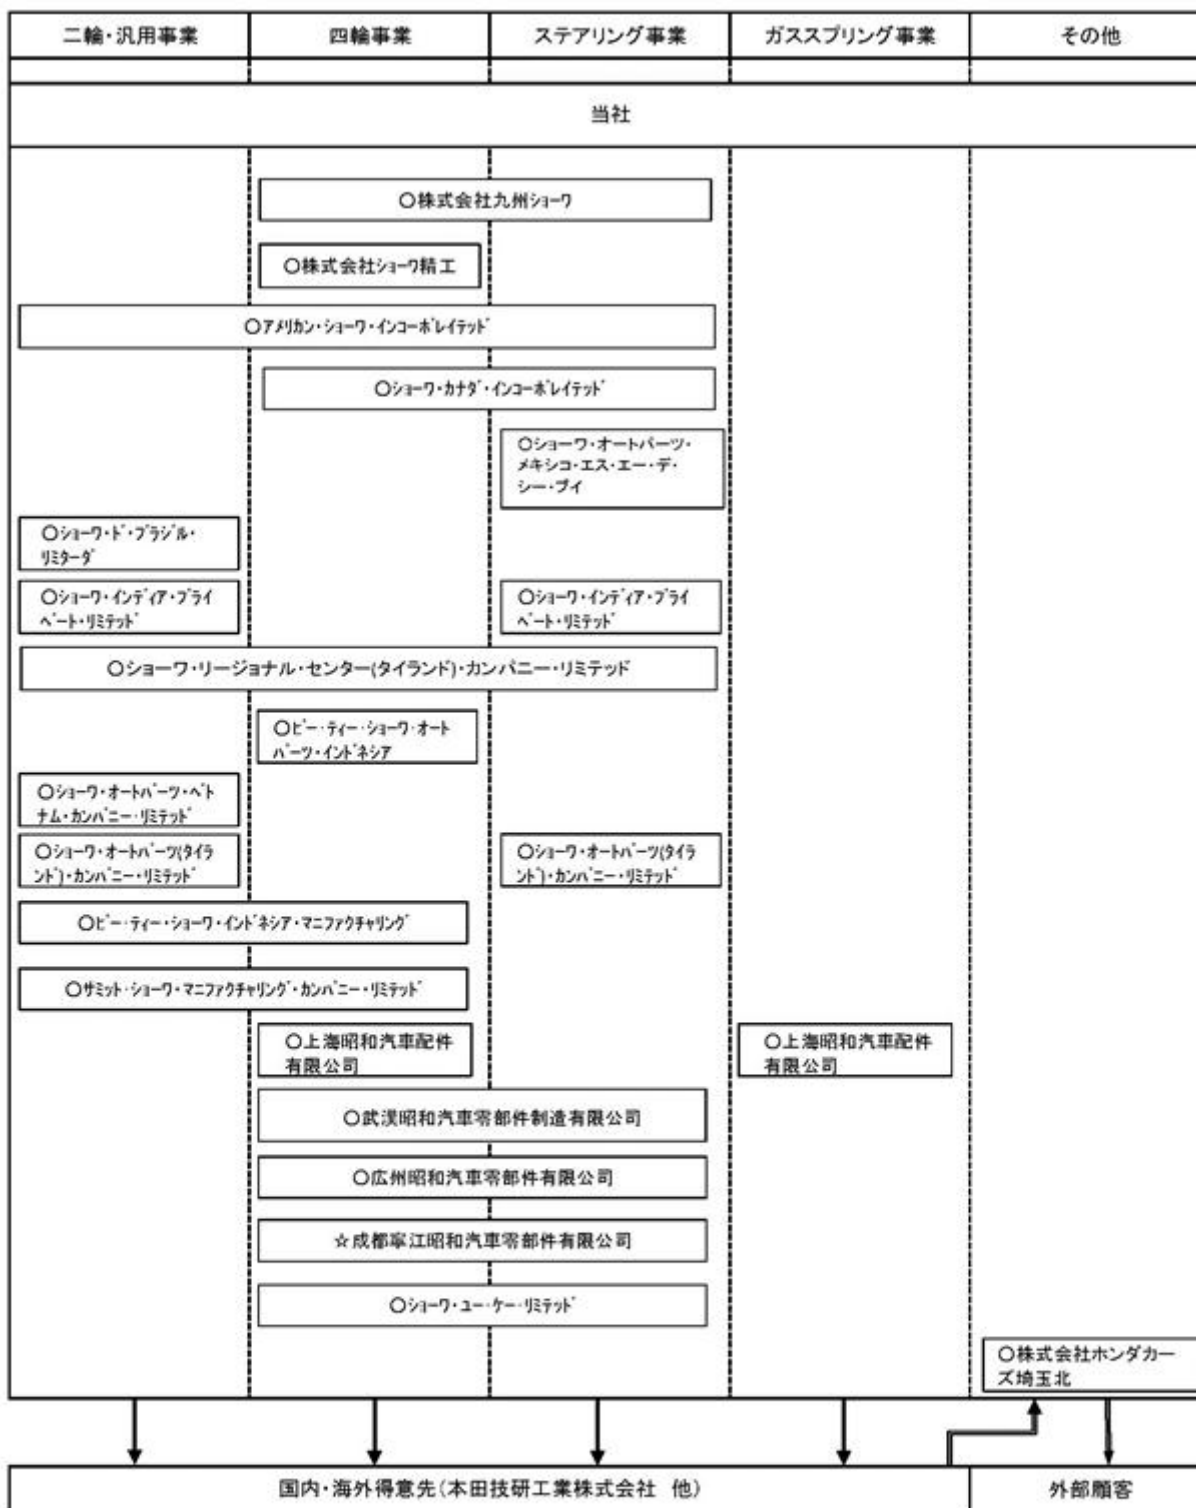 二輪・汎用事業
四輪事業
ステアリング事業
ガススプリング事業
その他
当社
○株式会社九州ショーワ
○株式会社ショーワ精工
○アメリカン・ショーワ・インコーポレイテッド
○ショーワ・カナダ・インコーポレイテッド
○ショーワ・オートパーツ・
メキシコ・エス・エー・デ・
シー・ブイ
○ショーワ・ド・ブラジル・
リミターダ
○ショーワ・インディア・プライ
ベート・リミテッド
○ショーワ・インディア・プライ
ベート・リミテッド
○ショーワ・リージョナル・センター(タイランド)・カンパニー・リミテッド
○ピー・ティー・ショーワ・オート
パーツ・インドネシア
○ショーワ・オートパーツ・ベト
ナム・カンパニー・リミテッド
○ショーワ・オートパーツ(タイラ
ンド)・カンパニー・リミテッド
○ショーワ・オートパーツ(タイラ
ンド)・カンパニー・リミテッド
○ピー・ティー・ショーワ・インドネシア・マニファクチャリング
○サミット・ショーワ・マニファクチャリング・カンパニー・リミテッド
○上海昭和汽車配件
有限公司
○上海昭和汽車配件
有限公司
○武漢昭和汽車零部件制造有限公司
○広州昭和汽車零部件有限公司
☆成都寧江昭和汽車零部件有限公司
○ショーワ・ユー・ケー・リミテッド
○株式会社ホンダカー
ズ埼玉北
国内・海外得意先(本田技研工業株式会社 他)
外部顧客